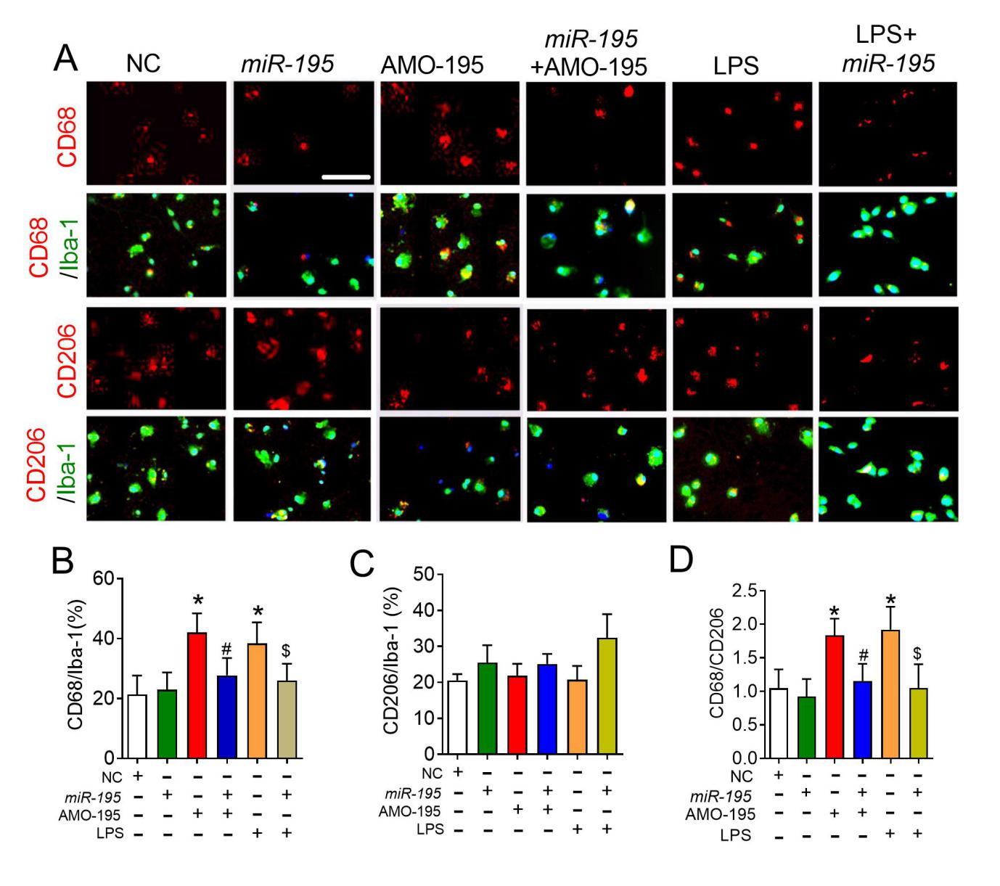 A
NC
miR-195
AMO-195
miR-195
+AMO-195
LPS
LPS+
miR-195
CD68
CD68
/Iba-1
CD206
CD206
/Iba-1
B
CD68/Iba-1(%)
60
40
20
0
*
#
*
$
NC + – – – – –
miR-195 – + – + – +
AMO-195 – – + + – –
LPS – – – – + +
C
CD206/Iba-1 (%)
50
40
30
20
10
0
NC + – – – – –
miR-195 – + – + – +
AMO-195 – – + + – –
LPS – – – – + +
D
CD68/CD206
2.5
2.0
1.5
1.0
0.5
0.0
*
#
*
$
NC + – – – – –
miR-195 – + – + – +
AMO-195 – – + + – –
LPS – – – – + +